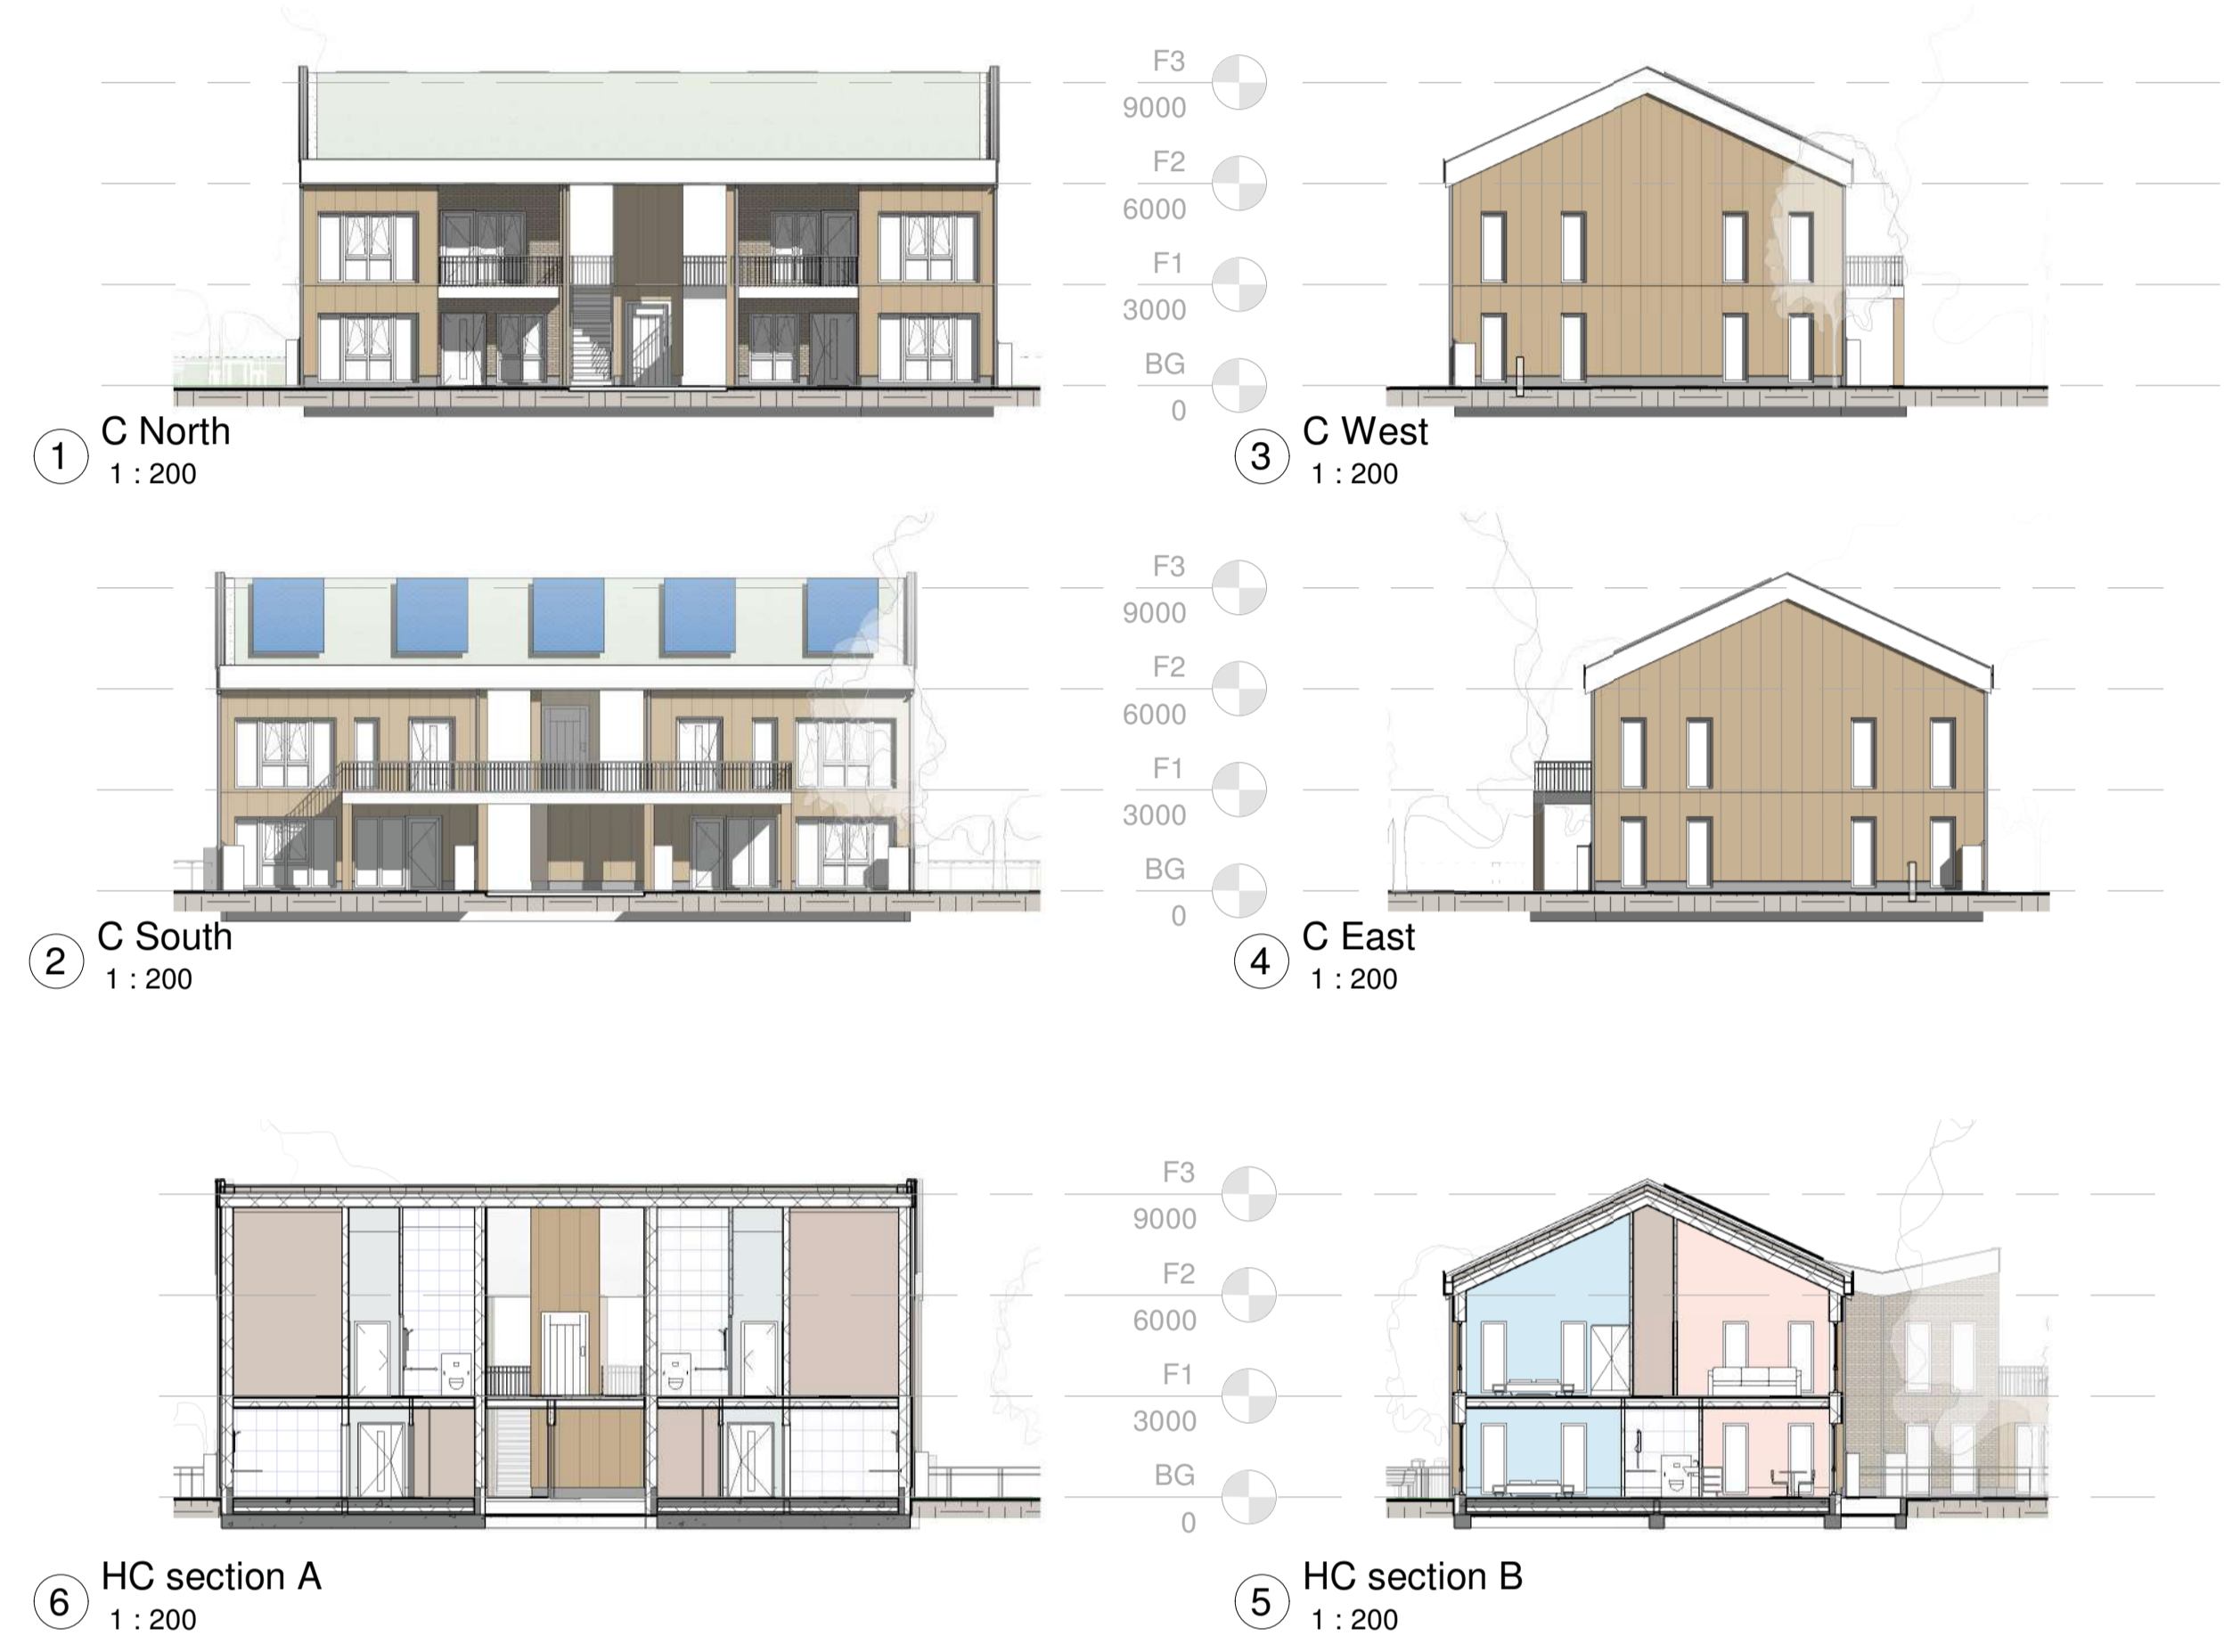 F3
9000
F2
6000
F1
3000
BG
0
1
C North
1 : 200
3
C West
1 : 200
F3
9000
F2
6000
F1
3000
BG
0
2
C South
1 : 200
4
C East
1 : 200
F3
9000
F2
6000
F1
3000
BG
0
6
HC section A
1 : 200
5
HC section B
1 : 200